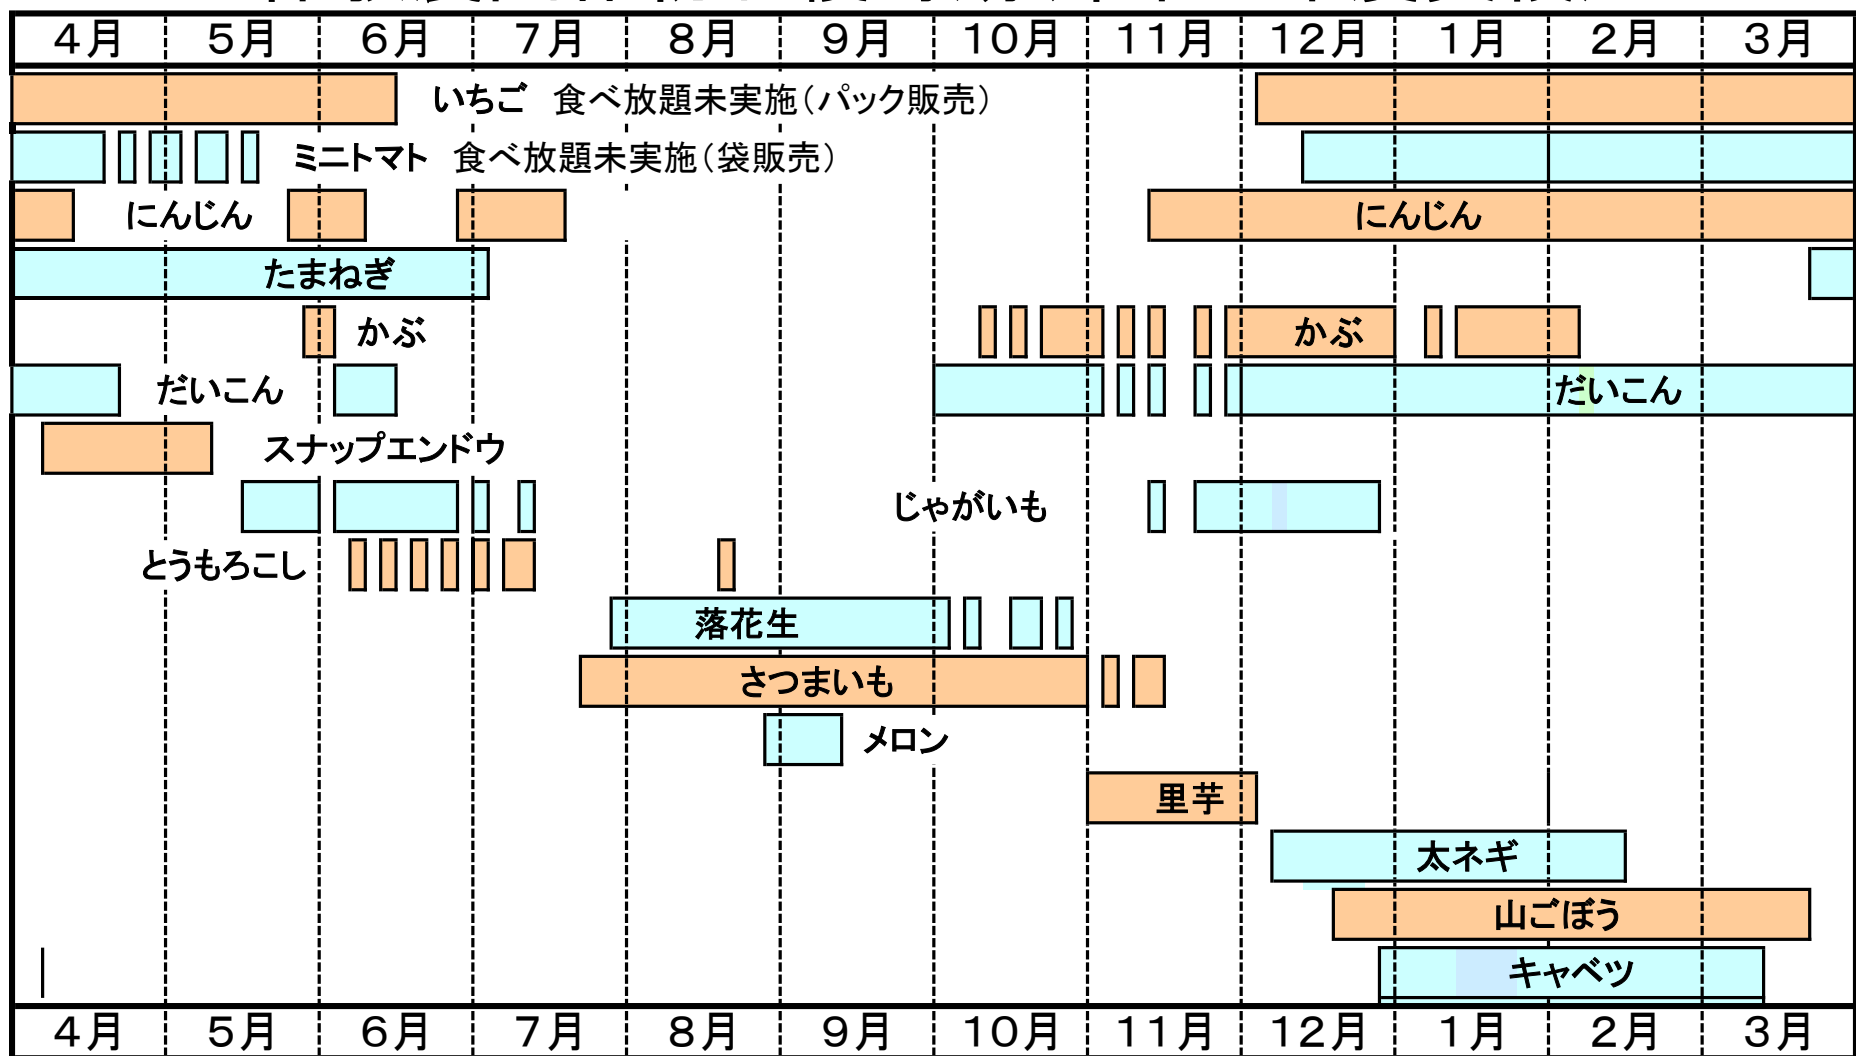 4月 5月 6月 7月 8月 9月 10月 11月 12月 1月 2月 3月
いちご 食べ放題未実施(パック販売)
ミニトマト 食べ放題未実施(袋販売)
にんじん にんじん
たまねぎ
かぶ かぶ
だいこん だいこん
スナップエンドウ
じゃがいも
とうもろこし
落花生
さつまいも
メロン
里芋
太ネギ
山ごぼう
キャベツ
4月 5月 6月 7月 8月 9月 10月 11月 12月 1月 2月 3月